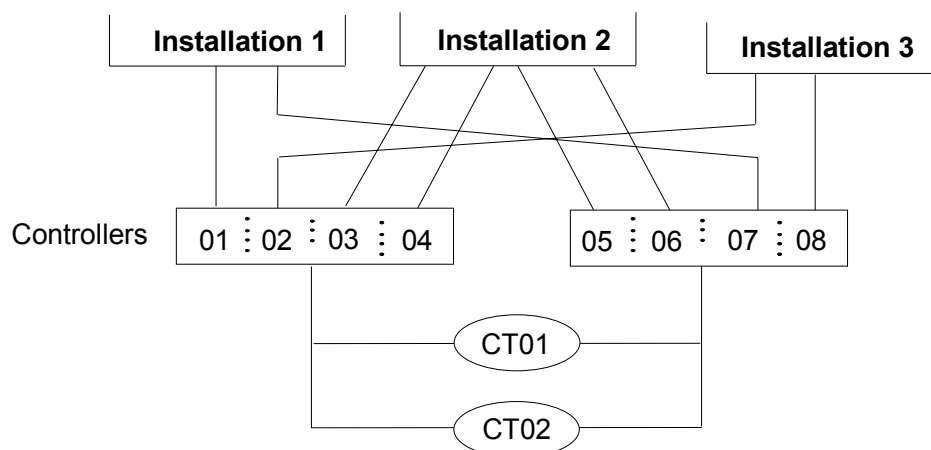 Installation 1
Installation 2
Installation 3
Controllers
01 02 03 04
05 06 07 08
CT01
CT02